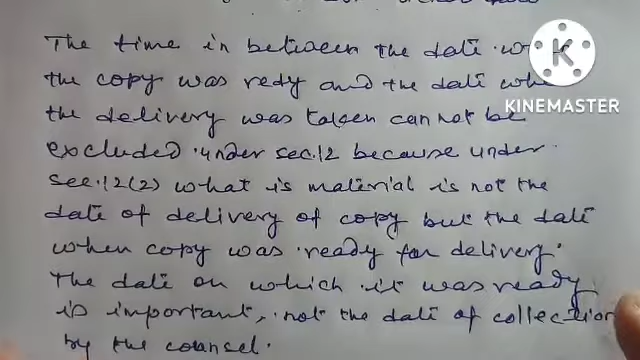 The time in between the date
the copy was redy and the date
KINEMASTER
the delivery was taken can not be
excluded under sec.12 because under
sec.12(2) what is material is not the
date of delivery of copy but the date
when copy was ready for delivery.
The date on which it was ready
is important, not the date of collection
by the counsel.